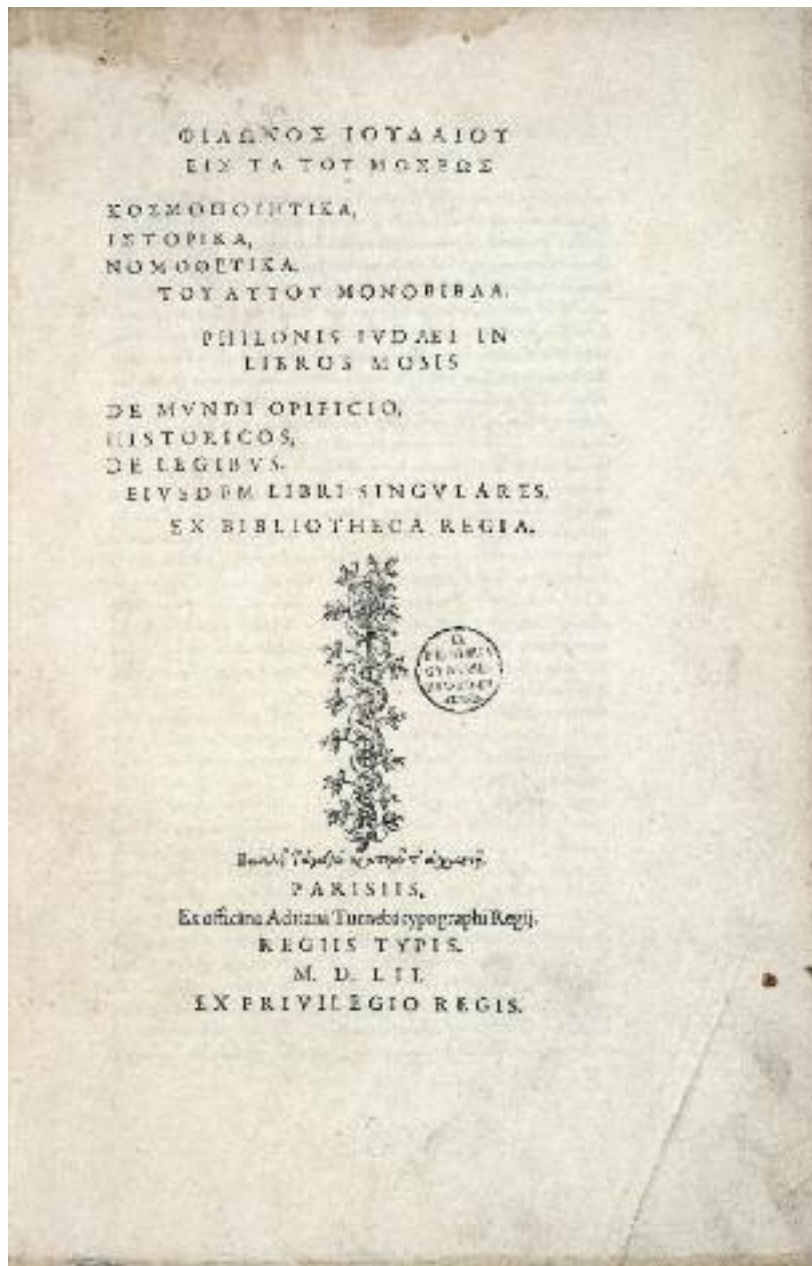 ΦΙΛΩΝΟΣ ΙΟΥΔΑΙΟΥ
ΕΙΣ ΤΑ ΤΟΥ ΜΩΣΕΩΣ
ΚΟΣΜΟΠΟΙΗΤΙΚΑ,
ΙΣΤΟΡΙΚΑ,
ΝΟΜΟΘΕΤΙΚΑ.
ΤΟΥ ΑΥΤΟΥ ΜΟΝΟΒΙΒΛΑ.
PHILONIS IVDAEI IN
LIBROS MOSIS
DE MVNDI OPIFICIO,
HISTORICOS,
DE LEGIBVS.
EIVSDEM LIBRI SINGVLARES.
EX BIBLIOTHECA REGIA.
EX
PARISIIS,
Ex officina Adriani Turnebi typographi Regij.
REGIIS TYPIS.
M. D. LII.
EX PRIVILEGIO REGIS.